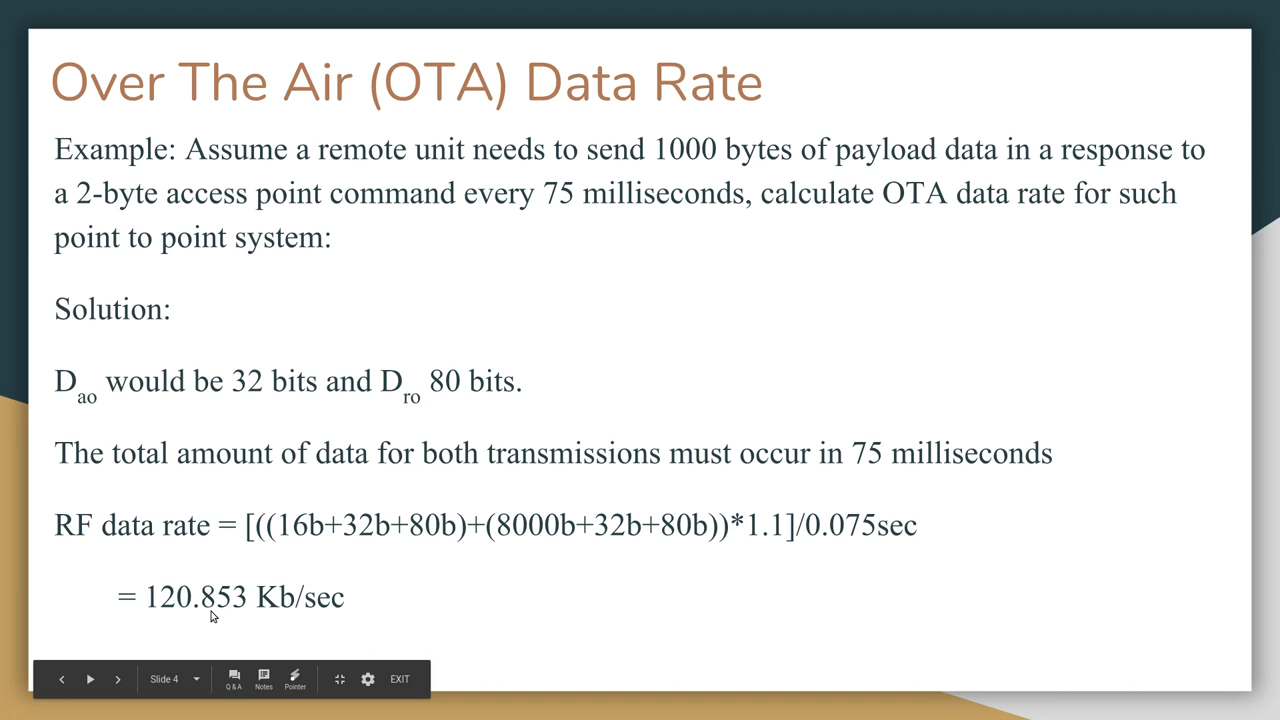 Over The Air (OTA) Data Rate
Example: Assume a remote unit needs to send 1000 bytes of payload data in a response to
a 2-byte access point command every 75 milliseconds, calculate OTA data rate for such
point to point system:
Solution:
Dao would be 32 bits and Dro 80 bits.
The total amount of data for both transmissions must occur in 75 milliseconds
RF data rate = [((16b+32b+80b)+(8000b+32b+80b))*1.1]/0.075sec
= 120.853 Kb/sec
Slide 4
Q & A Notes Pointer EXIT